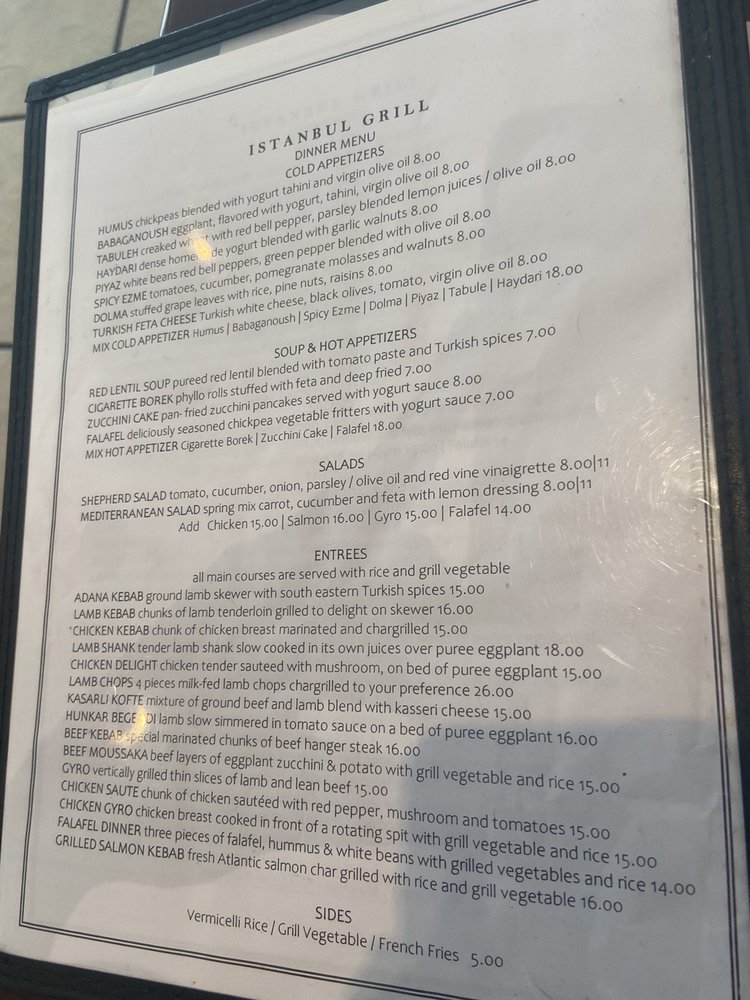 ISTANBUL GRILL
DINNER MENU
COLD APPETIZERS
HUMUS chickpeas blended with yogurt tahini and virgin olive oil 8.00
BABAGANOUSH eggplant, flavored with yogurt, tahini, virgin olive oil 8.00
TABULEH creaked wheat with red bell pepper, parsley blended lemon juices / olive oil 8.00
HAYDARI dense homemade yogurt blended with garlic walnuts 8.00
PIYAZ white beans red bell peppers, green pepper blended with olive oil 8.00
SPICY EZME tomatoes, cucumber, pomegranate molasses and walnuts 8.00
DOLMA stuffed grape leaves with rice, pine nuts, raisins 8.00
TURKISH FETA CHEESE Turkish white cheese, black olives, tomato, virgin olive oil 8.00
MIX COLD APPETIZER Humus | Babaganoush | Spicy Ezme | Dolma | Piyaz | Tabule | Haydari 18.00
SOUP & HOT APPETIZERS
RED LENTIL SOUP pureed red lentil blended with tomato paste and Turkish spices 7.00
CIGARETTE BOREK phyllo rolls stuffed with feta and deep fried 7.00
ZUCCHINI CAKE pan- fried zucchini pancakes served with yogurt sauce 8.00
FALAFEL deliciously seasoned chickpea vegetable fritters with yogurt sauce 7.00
MIX HOT APPETIZER Cigarette Borek | Zucchini Cake | Falafel 18.00
SALADS
SHEPHERD SALAD tomato, cucumber, onion, parsley / olive oil and red vine vinaigrette 8.00|11
MEDITERRANEAN SALAD spring mix carrot, cucumber and feta with lemon dressing 8.00|11
Add Chicken 15.00 | Salmon 16.00 | Gyro 15.00 | Falafel 14.00
ENTREES
all main courses are served with rice and grill vegetable
ADANA KEBAB ground lamb skewer with south eastern Turkish spices 15.00
LAMB KEBAB chunks of lamb tenderloin grilled to delight on skewer 16.00
*CHICKEN KEBAB chunk of chicken breast marinated and chargrilled 15.00
LAMB SHANK tender lamb shank slow cooked in its own juices over puree eggplant 18.00
CHICKEN DELIGHT chicken tender sauteed with mushroom, on bed of puree eggplant 15.00
LAMB CHOPS 4 pieces milk-fed lamb chops chargrilled to your preference 26.00
KASARLI KOFTE mixture of ground beef and lamb blend with kasseri cheese 15.00
HUNKAR BEGENDI lamb slow simmered in tomato sauce on a bed of puree eggplant 16.00
BEEF KEBAB special marinated chunks of beef hanger steak 16.00
BEEF MOUSSAKA beef layers of eggplant zucchini & potato with grill vegetable and rice 15.00
GYRO vertically grilled thin slices of lamb and lean beef 15.00
CHICKEN SAUTE chunk of chicken sautéed with red pepper, mushroom and tomatoes 15.00
CHICKEN GYRO chicken breast cooked in front of a rotating spit with grill vegetable and rice 15.00
FALAFEL DINNER three pieces of falafel, hummus & white beans with grilled vegetables and rice 14.00
GRILLED SALMON KEBAB fresh Atlantic salmon char grilled with rice and grill vegetable 16.00
SIDES
Vermicelli Rice / Grill Vegetable / French Fries 5.00